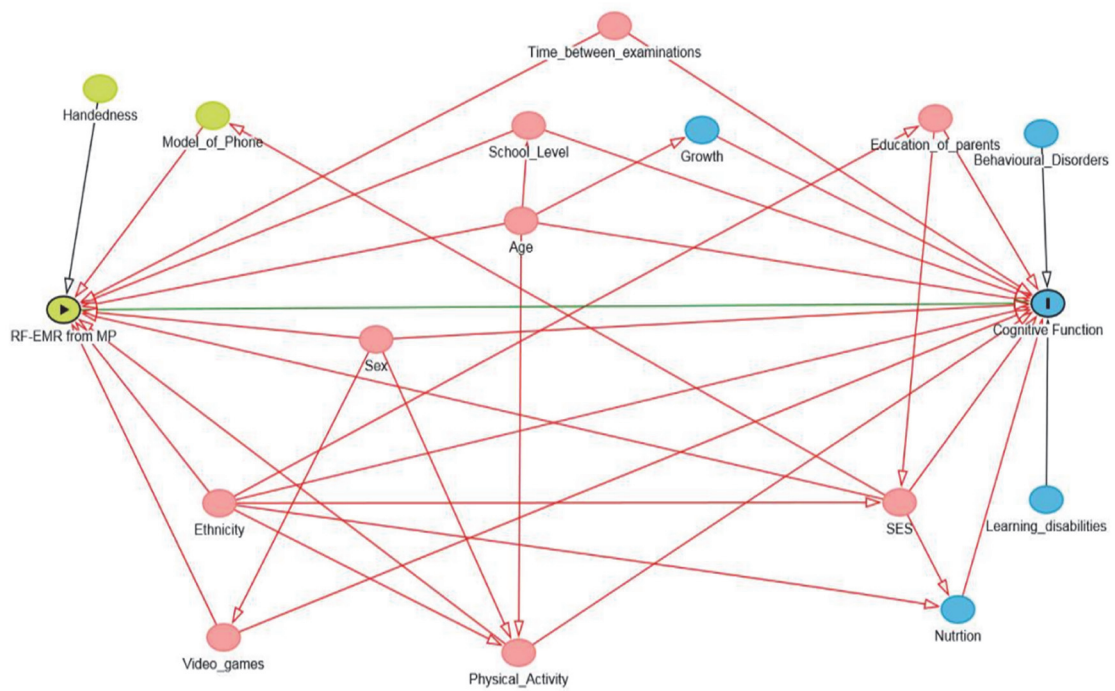 Time_between_examinations
Handedness
Model_of_Phone
School_Level
Growth
Education_of_parents
Behavioural_Disorders
Age
RF-EMR from MP
Cognitive Function
Sex
Ethnicity
SES
Learning_disabilities
Nutrtion
Video_games
Physical_Activity